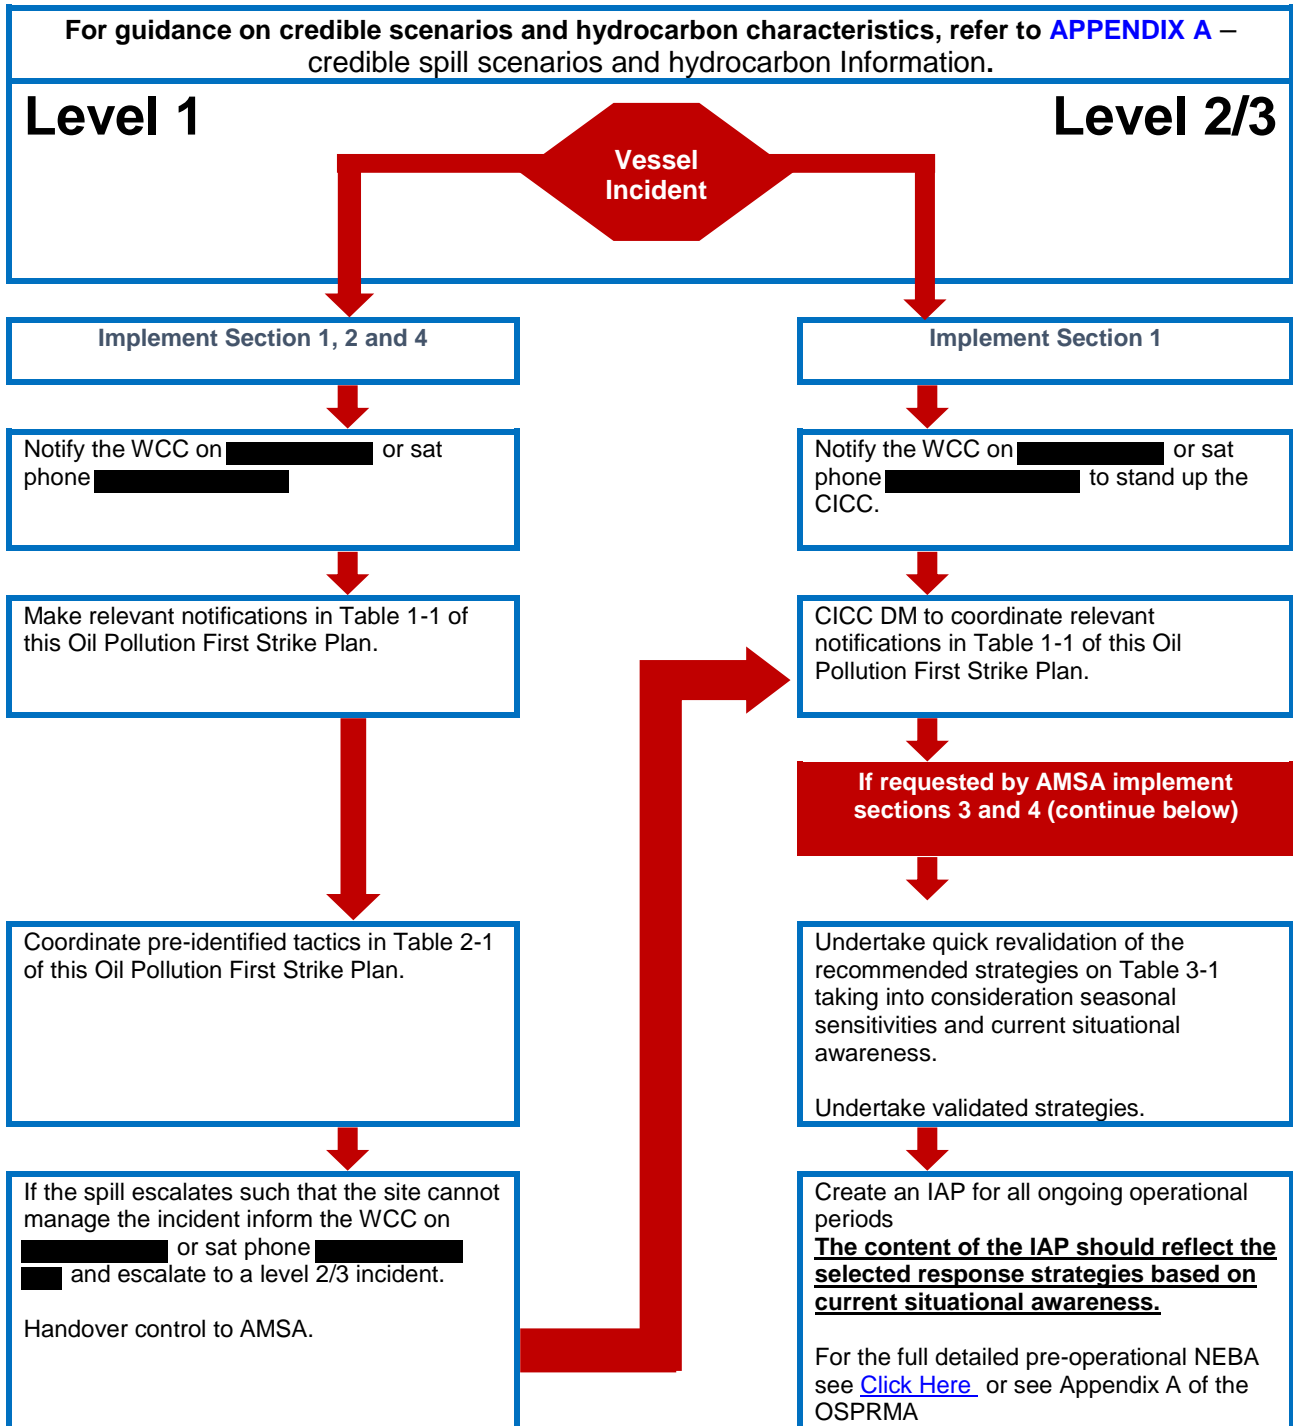 For guidance on credible scenarios and hydrocarbon characteristics, refer to APPENDIX A –
credible spill scenarios and hydrocarbon Information.
Level 1
Level 2/3
Vessel
Incident
Implement Section 1, 2 and 4
Notify the WCC on or sat
phone
Make relevant notifications in Table 1-1 of
this Oil Pollution First Strike Plan.
Coordinate pre-identified tactics in Table 2-1
of this Oil Pollution First Strike Plan.
If the spill escalates such that the site cannot
manage the incident inform the WCC on
or sat phone
and escalate to a level 2/3 incident.
Handover control to AMSA.
Implement Section 1
Notify the WCC on or sat
phone to stand up the
CICC.
CICC DM to coordinate relevant
notifications in Table 1-1 of this Oil
Pollution First Strike Plan.
If requested by AMSA implement
sections 3 and 4 (continue below)
Undertake quick revalidation of the
recommended strategies on Table 3-1
taking into consideration seasonal
sensitivities and current situational
awareness.
Undertake validated strategies.
Create an IAP for all ongoing operational
periods
The content of the IAP should reflect the
selected response strategies based on
current situational awareness.
For the full detailed pre-operational NEBA
see Click Here or see Appendix A of the
OSPRMA